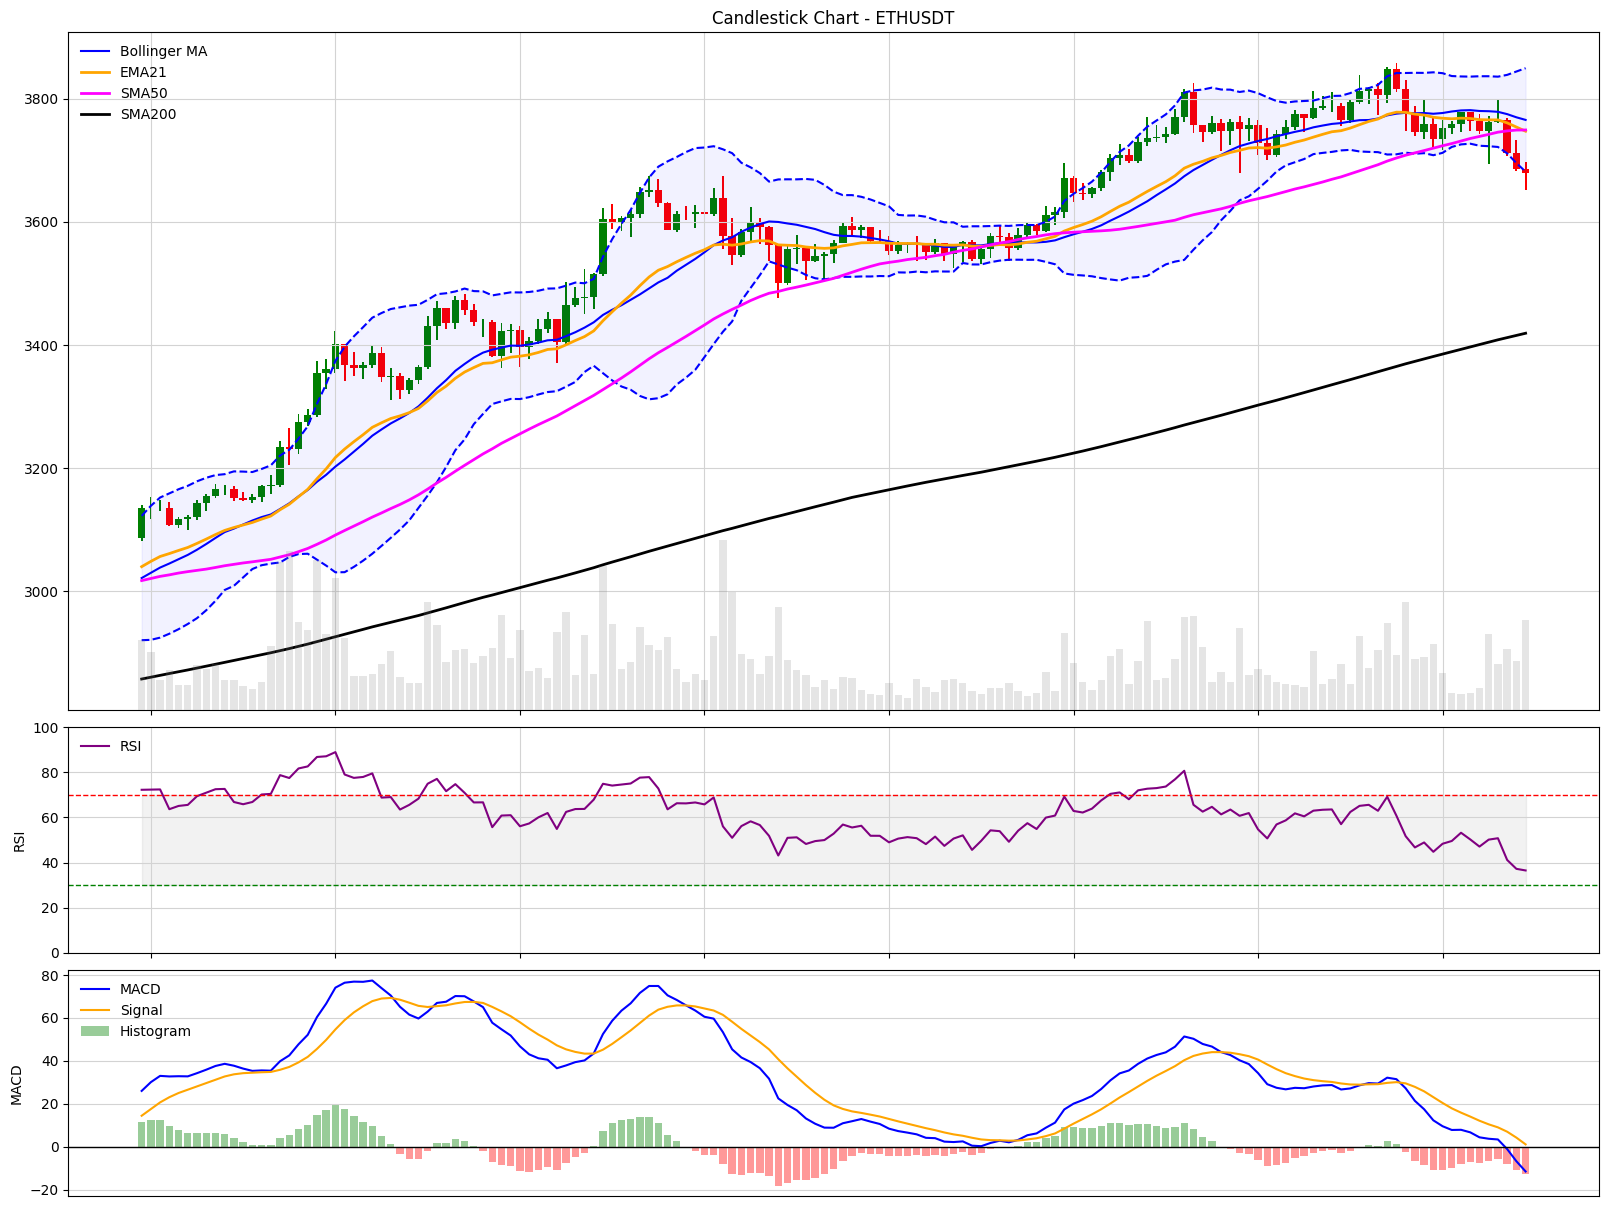 Candlestick Chart - ETHUSDT
Bollinger MA
EMA21
SMA50
SMA200
3800
3600
3400
3200
3000
RSI
100
80
60
40
20
0
RSI
MACD
Signal
Histogram
80
60
40
20
0
−20
MACD